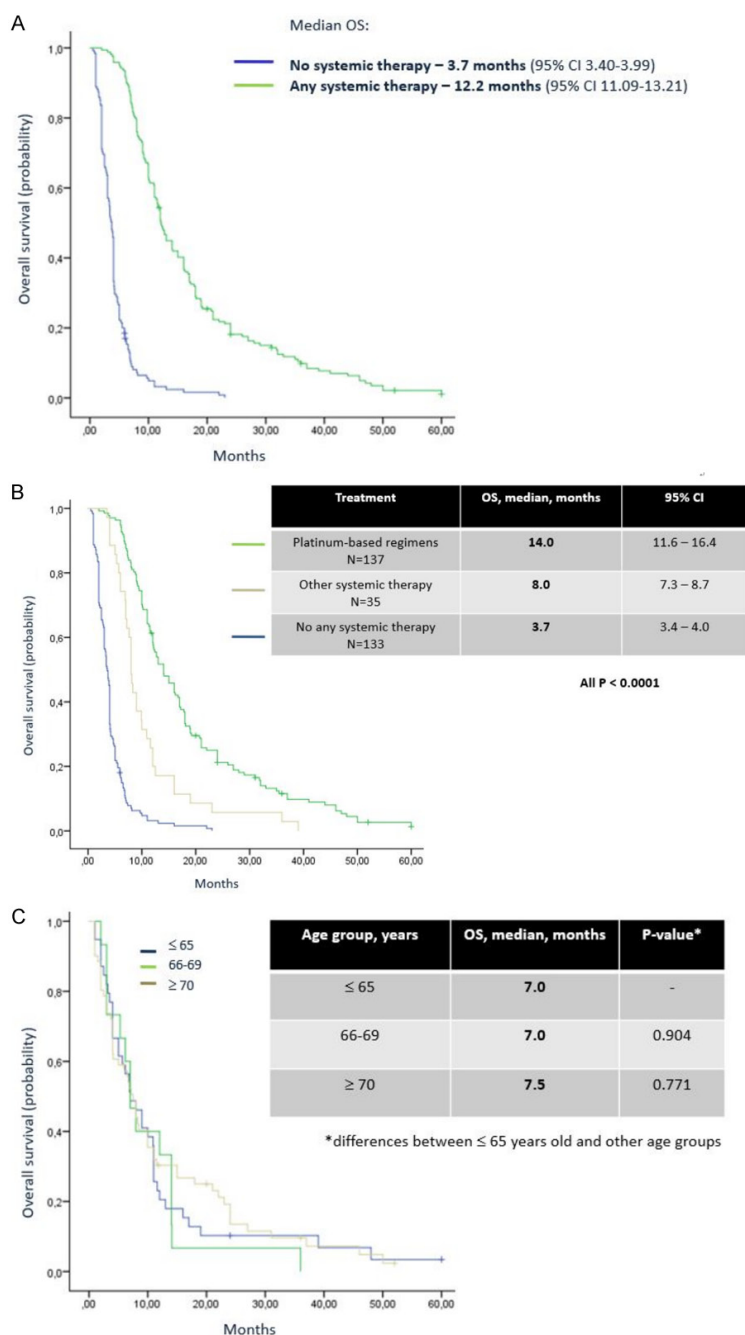 A
Median OS:
No systemic therapy – 3.7 months (95% CI 3.40-3.99)
Any systemic therapy – 12.2 months (95% CI 11.09-13.21)
Overall survival (probability)
1,0
0,8
0,6
0,4
0,2
0,0
,00 10,00 20,00 30,00 40,00 50,00 60,00
Months
B
Treatment OS, median, months 95% CI
Platinum-based regimens N=137 14.0 11.6 – 16.4
Other systemic therapy N=35 8.0 7.3 – 8.7
No any systemic therapy N=133 3.7 3.4 – 4.0
All P < 0.0001
Overall survival (probability)
1,0
0,8
0,6
0,4
0,2
0,0
,00 10,00 20,00 30,00 40,00 50,00 60,00
Months
C
≤ 65
66-69
≥ 70
Age group, years OS, median, months P-value*
≤ 65 7.0 -
66-69 7.0 0.904
≥ 70 7.5 0.771
*differences between ≤ 65 years old and other age groups
Overall survival (probability)
1,0
0,8
0,6
0,4
0,2
0,0
,00 10,00 20,00 30,00 40,00 50,00 60,00
Months